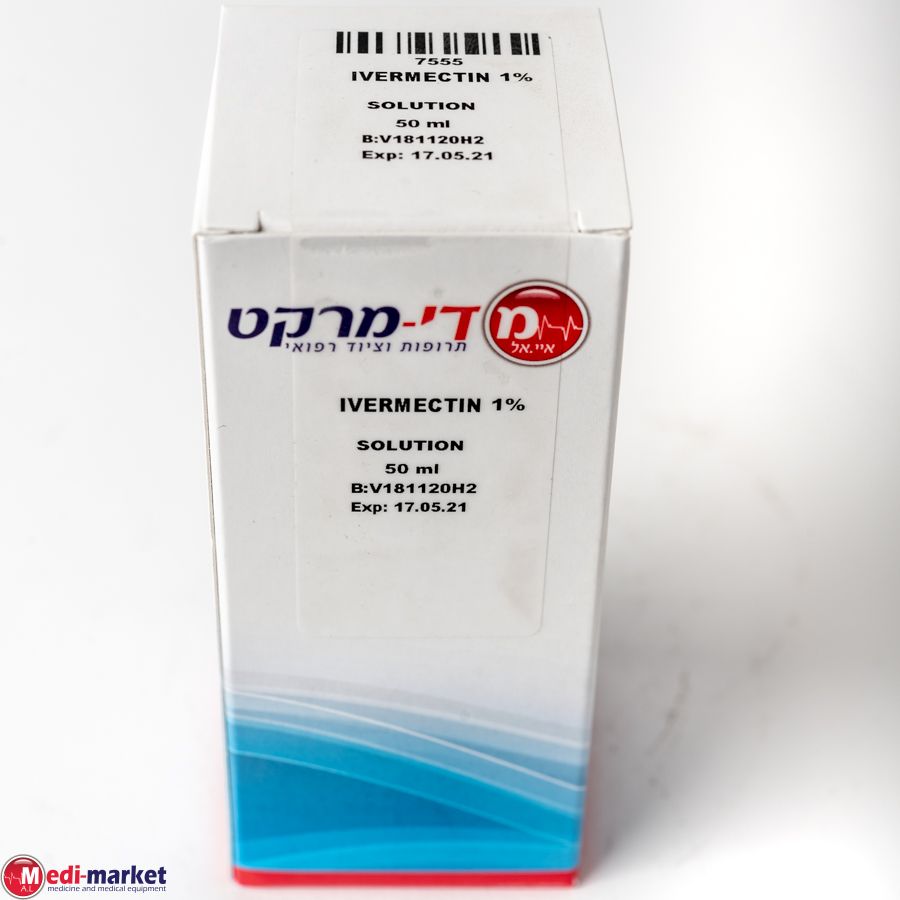 7555
IVERMECTIN 1%
SOLUTION
50 ml
B:V181120H2
Exp: 17.05.21
מדי-מרקט
תרופות וציוד רפואי
איי.אל
IVERMECTIN 1%
SOLUTION
50 ml
B:V181120H2
Exp: 17.05.21
Medi-market
A.L
medicine and medical equipment